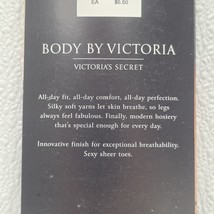 EA $6.00
BODY BY VICTORIA
VICTORIA'S SECRET
All-day fit, all-day comfort, all-day perfection.
Silky soft yarns let skin breathe, so
legs always feel fabulous. Finally, modern hosiery
that's special enough for every day.
Innovative finish for exceptional breathability.
Sexy sheer toes.